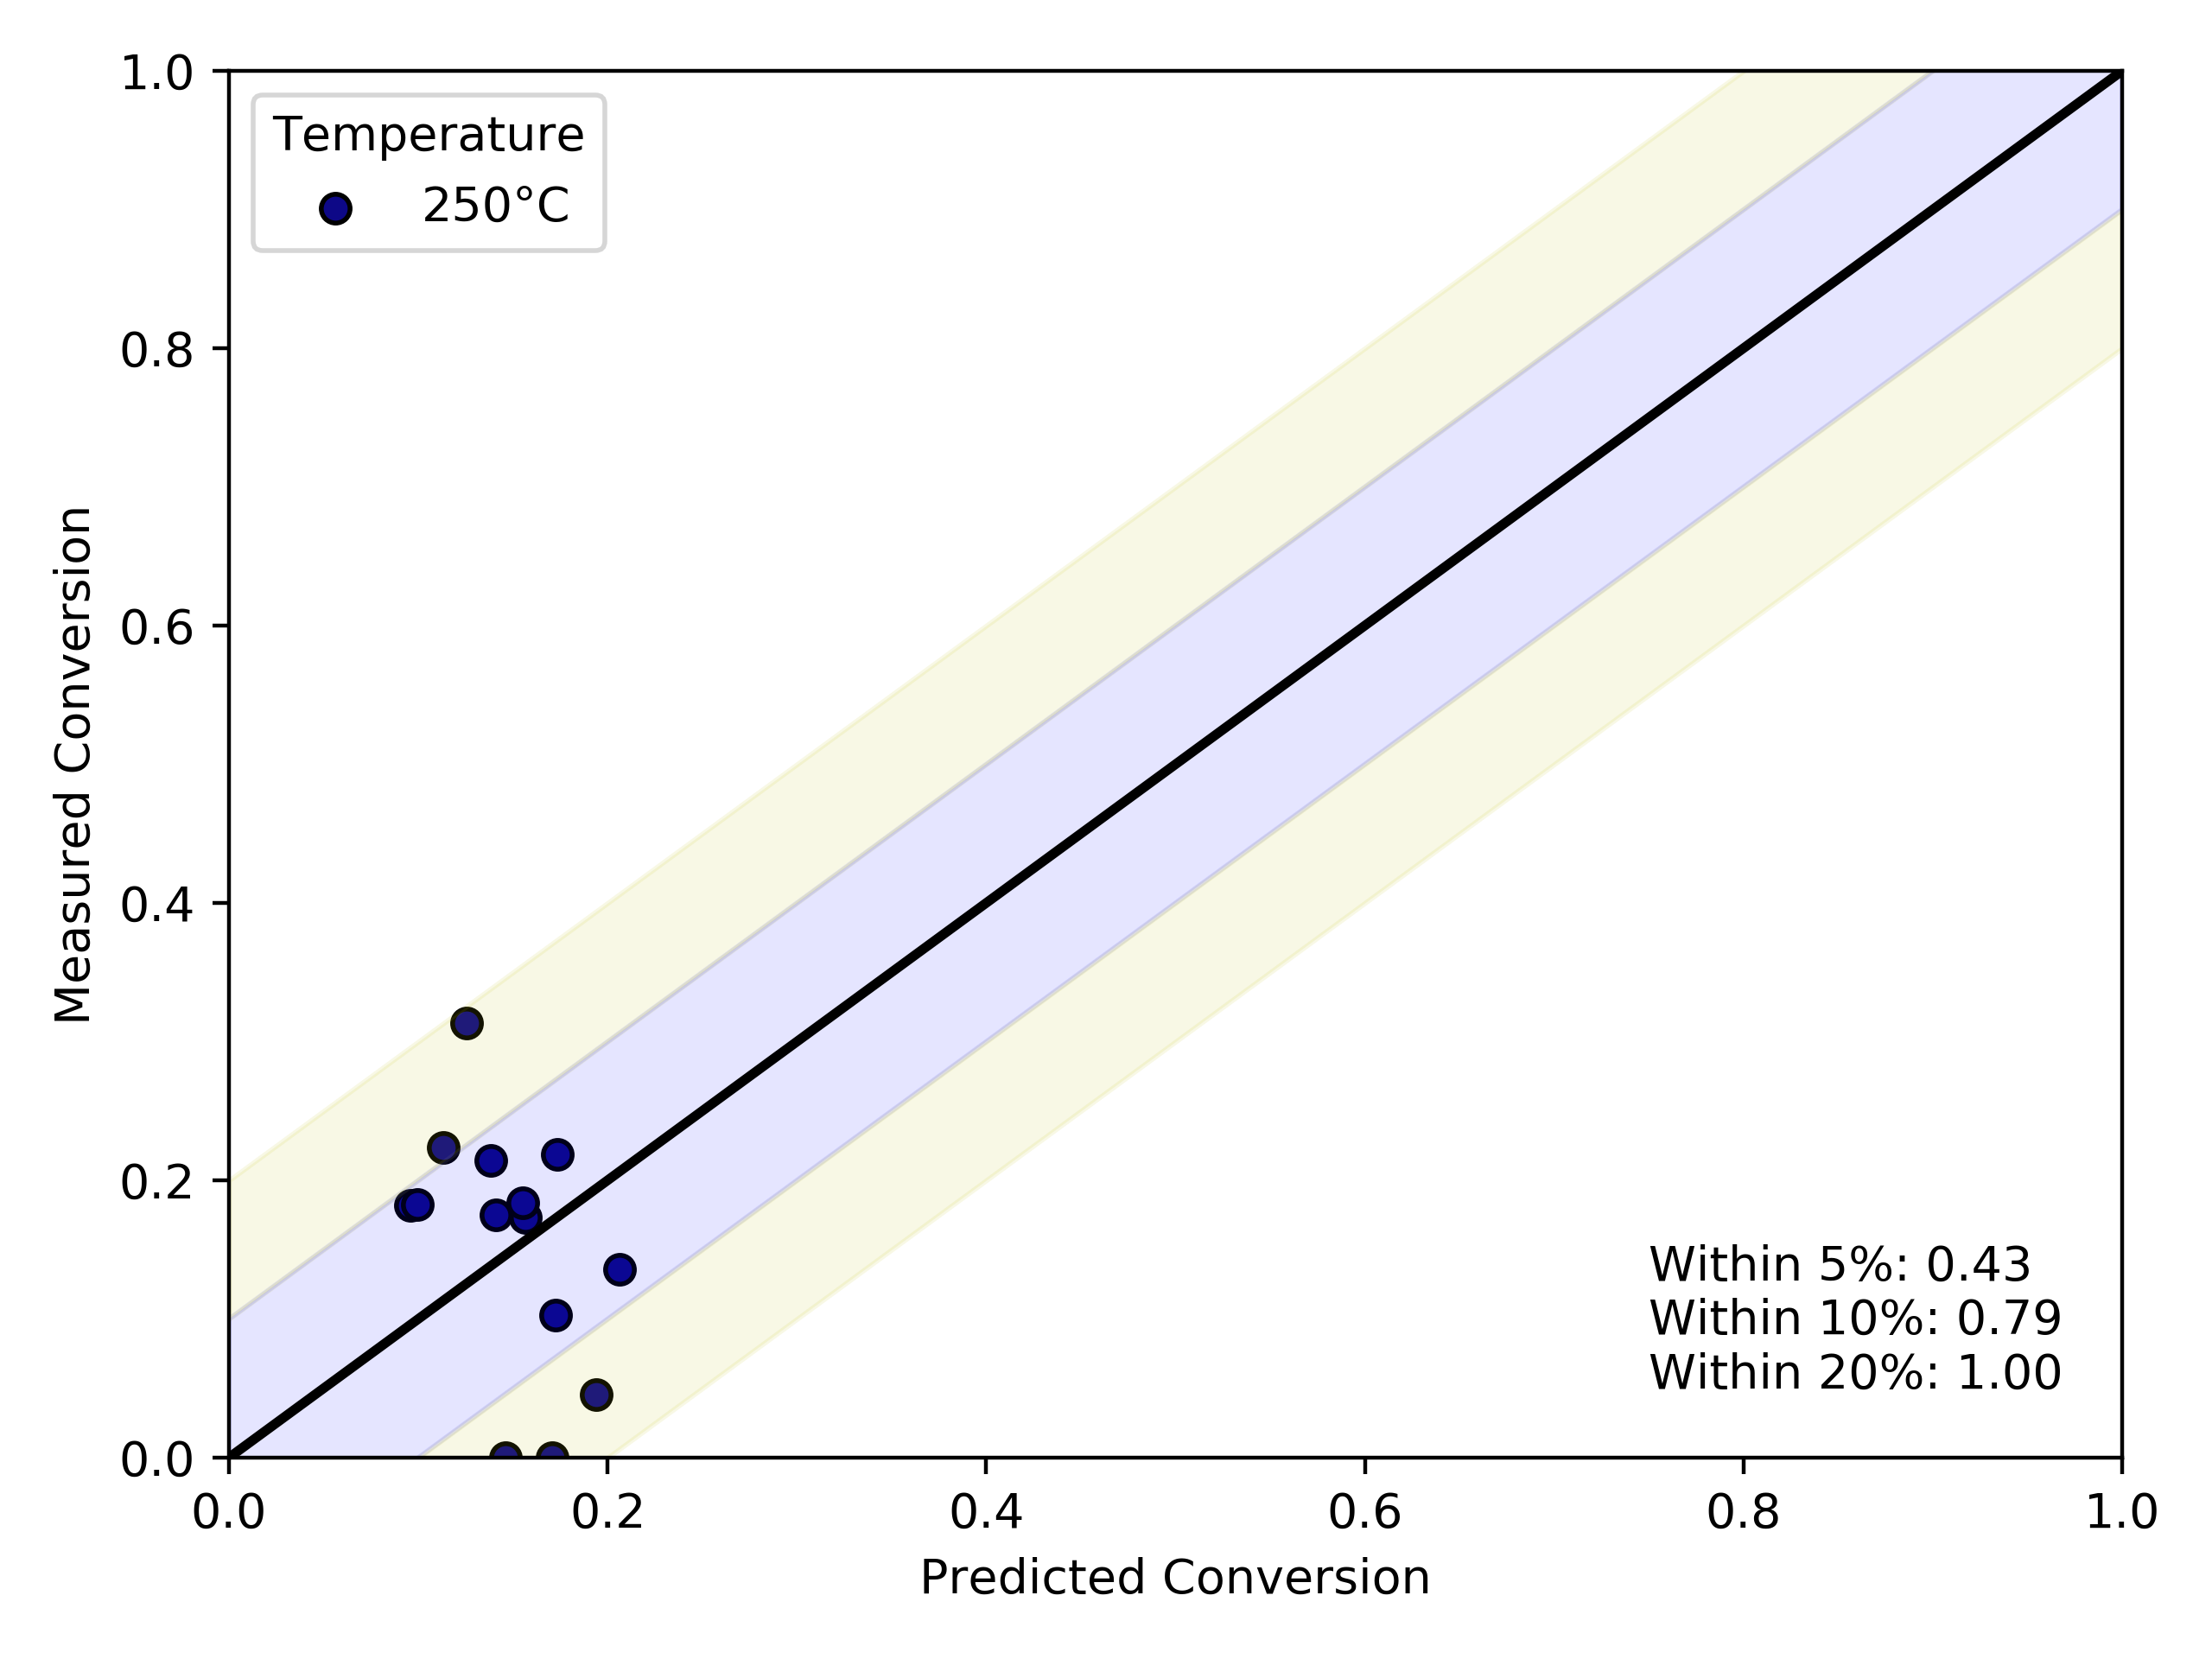 1.0
0.8
0.6
0.4
0.2
0.0
Measured Conversion
Temperature
250°C
Within 5%: 0.43
Within 10%: 0.79
Within 20%: 1.00
0.0 0.2 0.4 0.6 0.8 1.0
Predicted Conversion